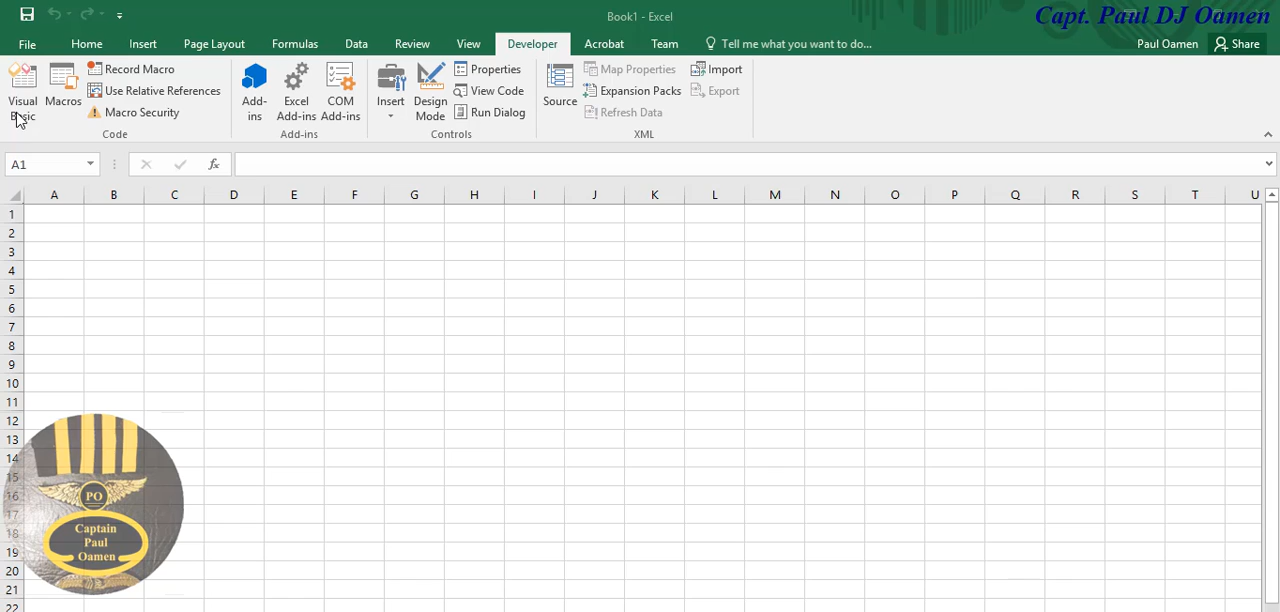 Book1 - Excel
Capt. Paul DJ Oamen
File Home Insert Page Layout Formulas Data Review View Developer Acrobat Team Tell me what you want to do... Paul Oamen Share
Visual Basic
Macros
Record Macro
Use Relative References
Macro Security
Code
Add-ins
Excel Add-ins
COM Add-ins
Add-ins
Insert
Design Mode
Properties
View Code
Run Dialog
Controls
Source
Map Properties
Expansion Packs
Refresh Data
Import
Export
XML
A1
fx
A B C D E F G H I J K L M N O P Q R S T U
1
2
3
4
5
6
7
8
9
10
11
12
13
14
15
16
17
18
19
20
21
22
PO
Captain
Paul
Oamen